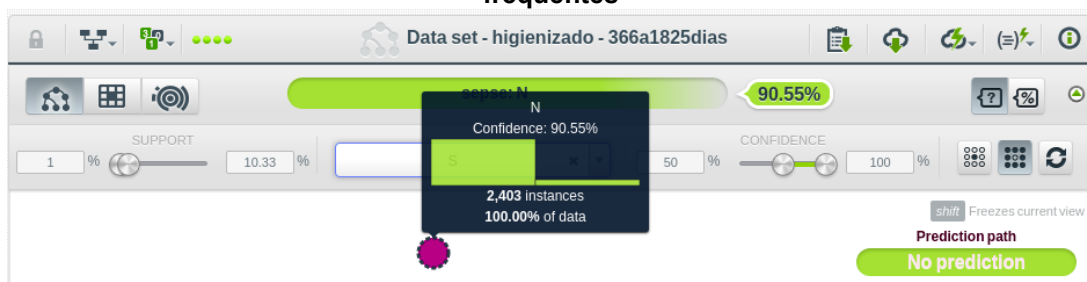 frequentes
Data set - higienizado - 366a1825dias
sepse: N
90.55%
N
Confidence: 90.55%
SUPPORT
CONFIDENCE
1 %
10.33 %
S
50 %
100 %
2,403 instances
100.00% of data
shift Freezes current view
Prediction path
No prediction